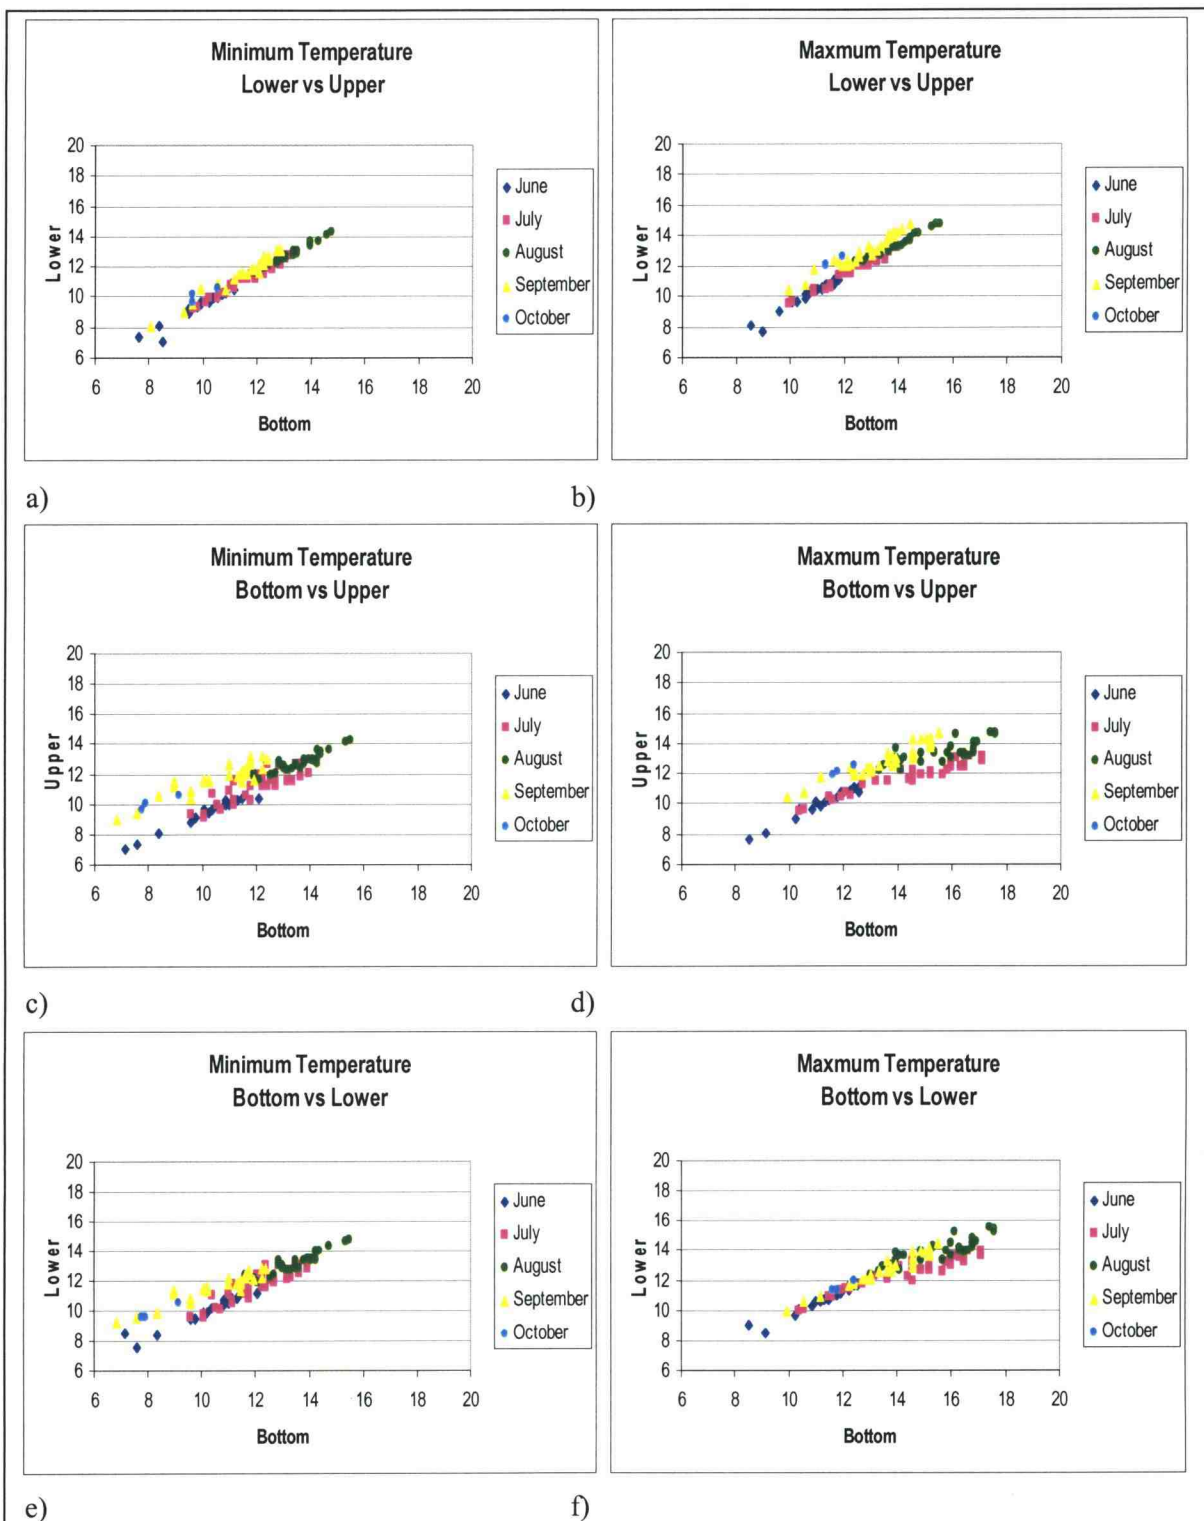 Minimum Temperature
Lower vs Upper
Lower
20
18
16
14
12
10
8
6
6 8 10 12 14 16 18 20
Bottom
June
July
August
September
October
a)
Maxmum Temperature
Lower vs Upper
Lower
20
18
16
14
12
10
8
6
6 8 10 12 14 16 18 20
Bottom
June
July
August
September
October
b)
Minimum Temperature
Bottom vs Upper
Upper
20
18
16
14
12
10
8
6
6 8 10 12 14 16 18 20
Bottom
June
July
August
September
October
c)
Maxmum Temperature
Bottom vs Upper
Upper
20
18
16
14
12
10
8
6
6 8 10 12 14 16 18 20
Bottom
June
July
August
September
October
d)
Minimum Temperature
Bottom vs Lower
Lower
20
18
16
14
12
10
8
6
6 8 10 12 14 16 18 20
Bottom
June
July
August
September
October
e)
Maxmum Temperature
Bottom vs Lower
Lower
20
18
16
14
12
10
8
6
6 8 10 12 14 16 18 20
Bottom
June
July
August
September
October
f)